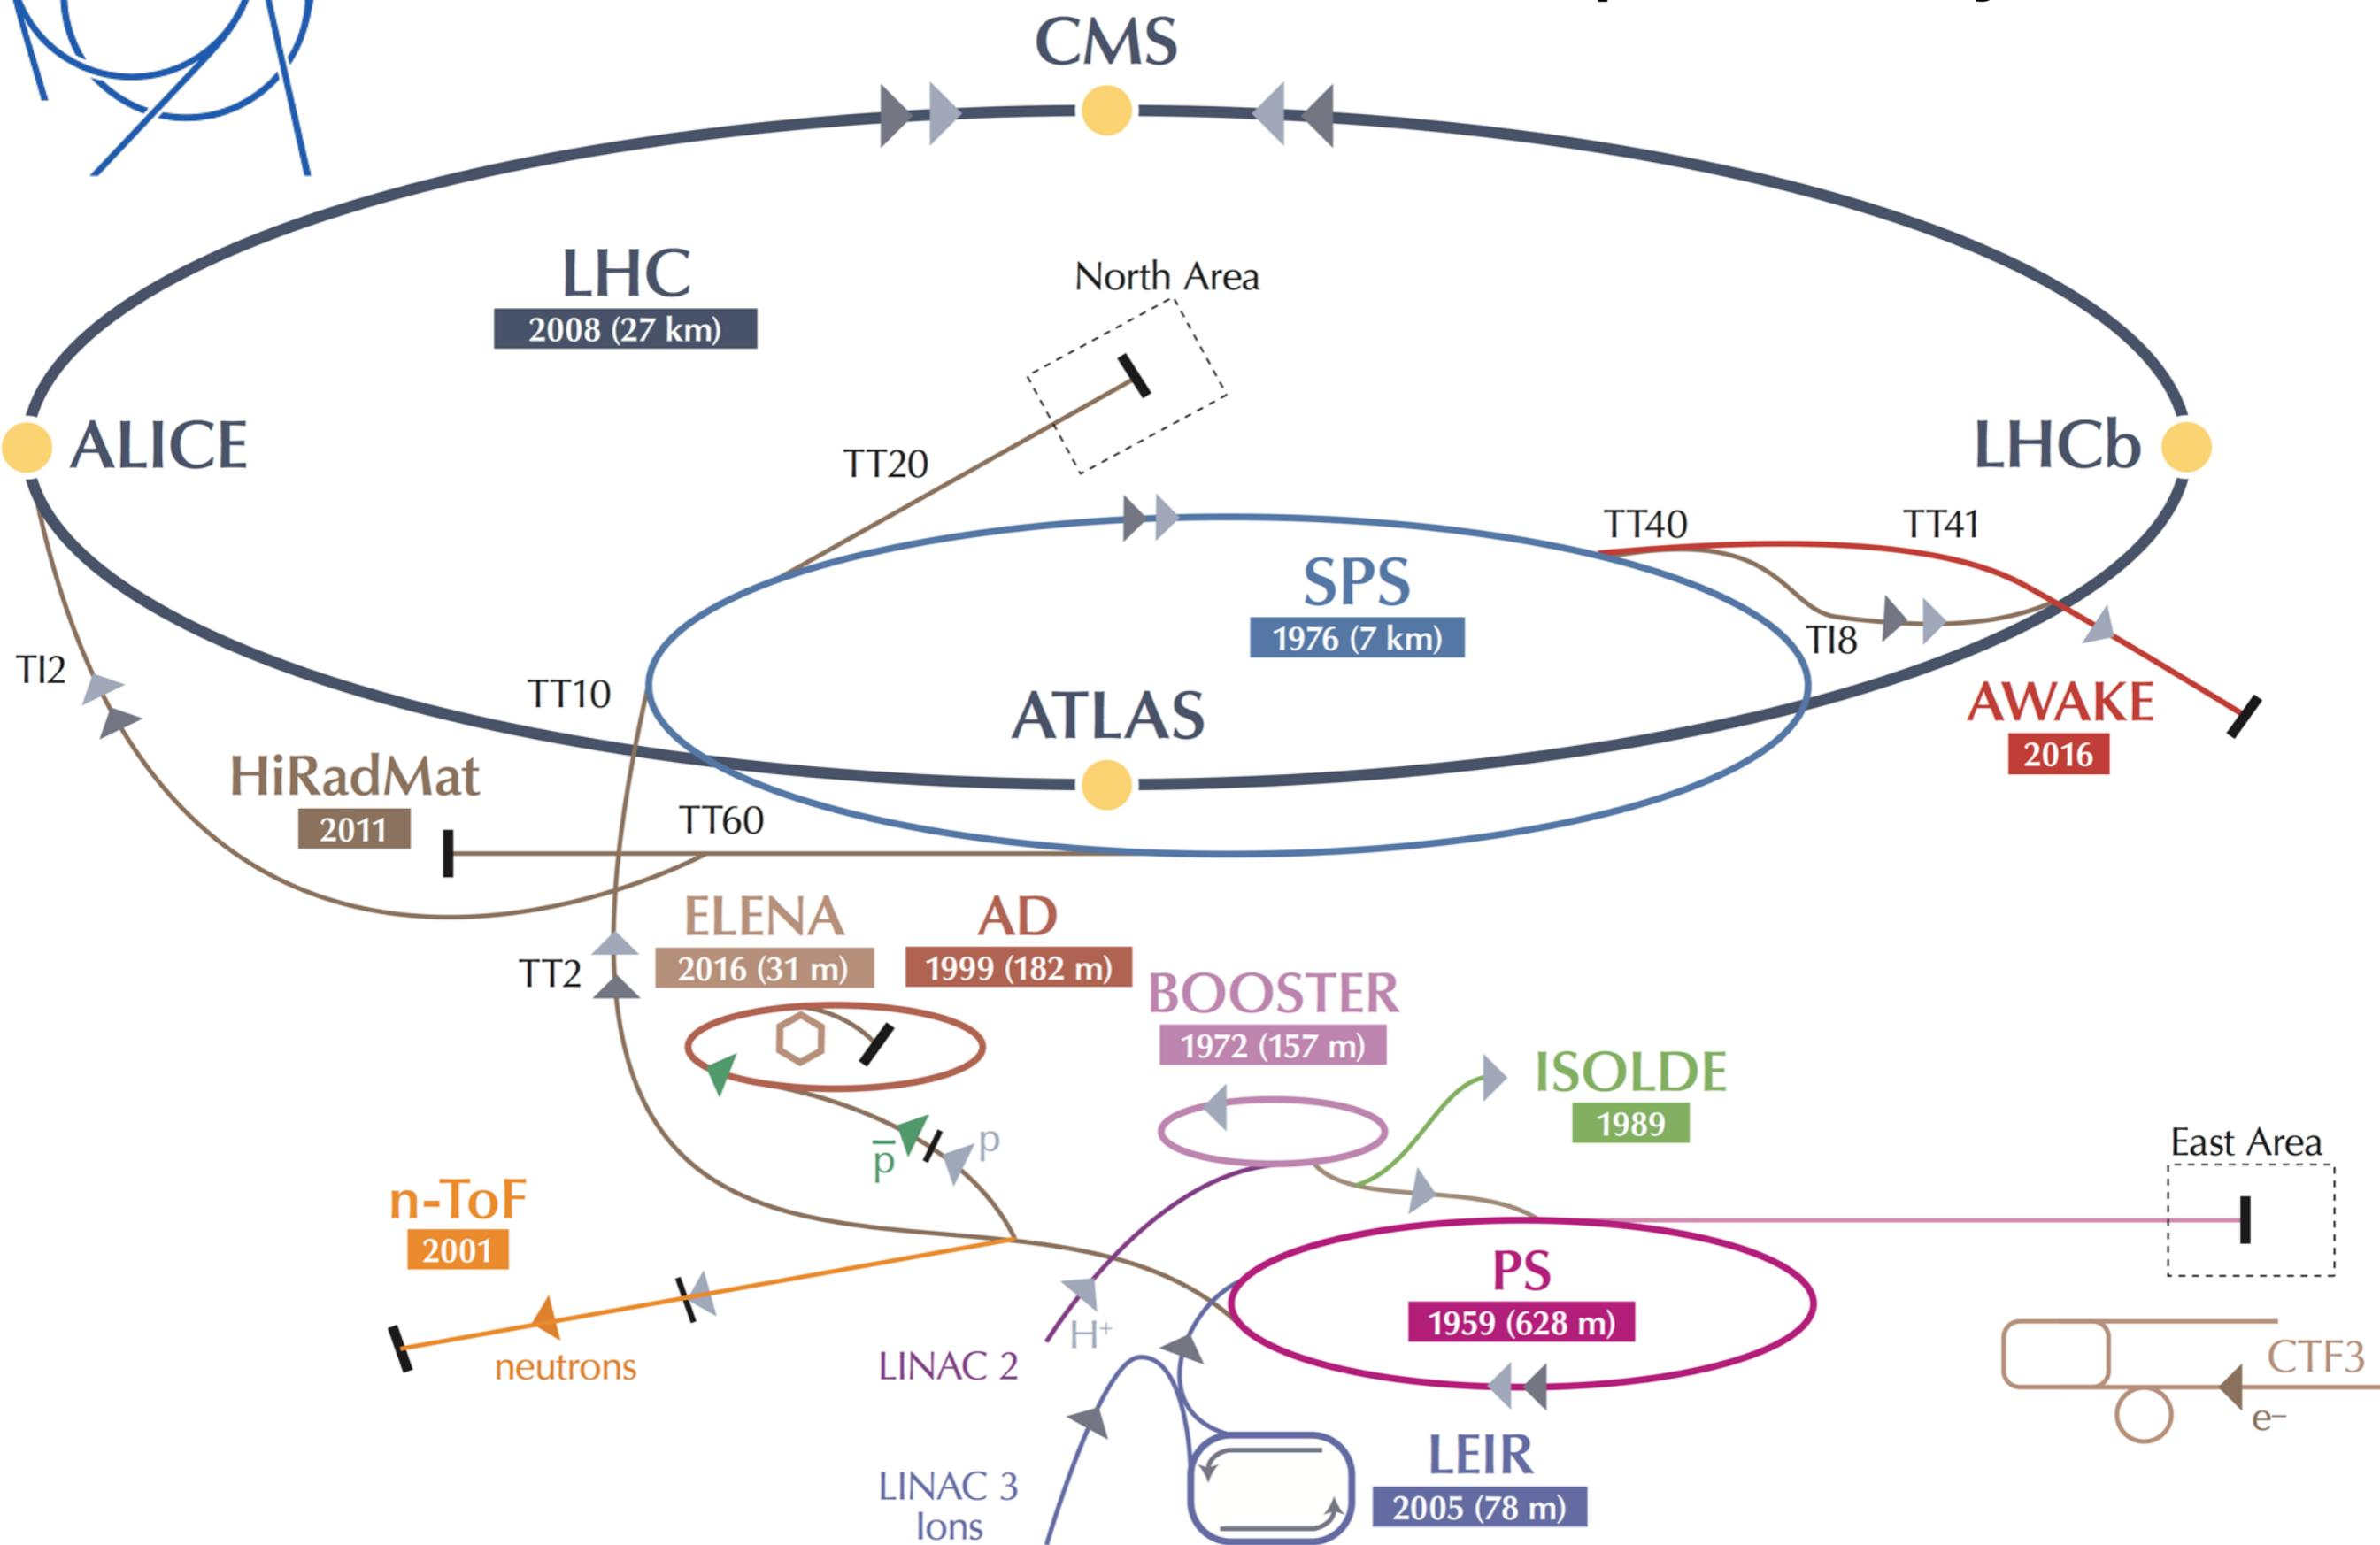 CMS
LHC
2008 (27 km)
North Area
ALICE
TT20
LHCb
TT40
TT41
SPS
1976 (7 km)
TI8
TI2
TT10
ATLAS
AWAKE
2016
HiRadMat
2011
TT60
ELENA
2016 (31 m)
AD
1999 (182 m)
TT2
BOOSTER
1972 (157 m)
ISOLDE
1989
p
p̅
East Area
n-ToF
2001
neutrons
PS
1959 (628 m)
H⁺
LINAC 2
CTF3
e⁻
LEIR
2005 (78 m)
LINAC 3
Ions